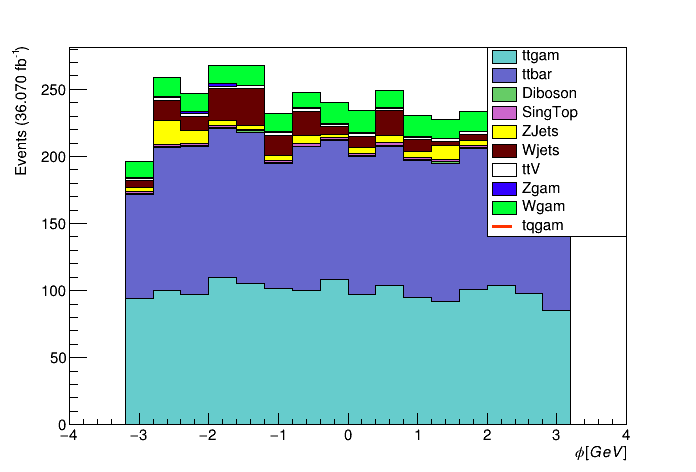 Events (36.070 fb⁻¹)
250
200
150
100
50
0
−4 −3 −2 −1 0 1 2 3 4
ϕ[GeV]
ttgam
ttbar
Diboson
SingTop
ZJets
Wjets
ttV
Zgam
Wgam
tqgam